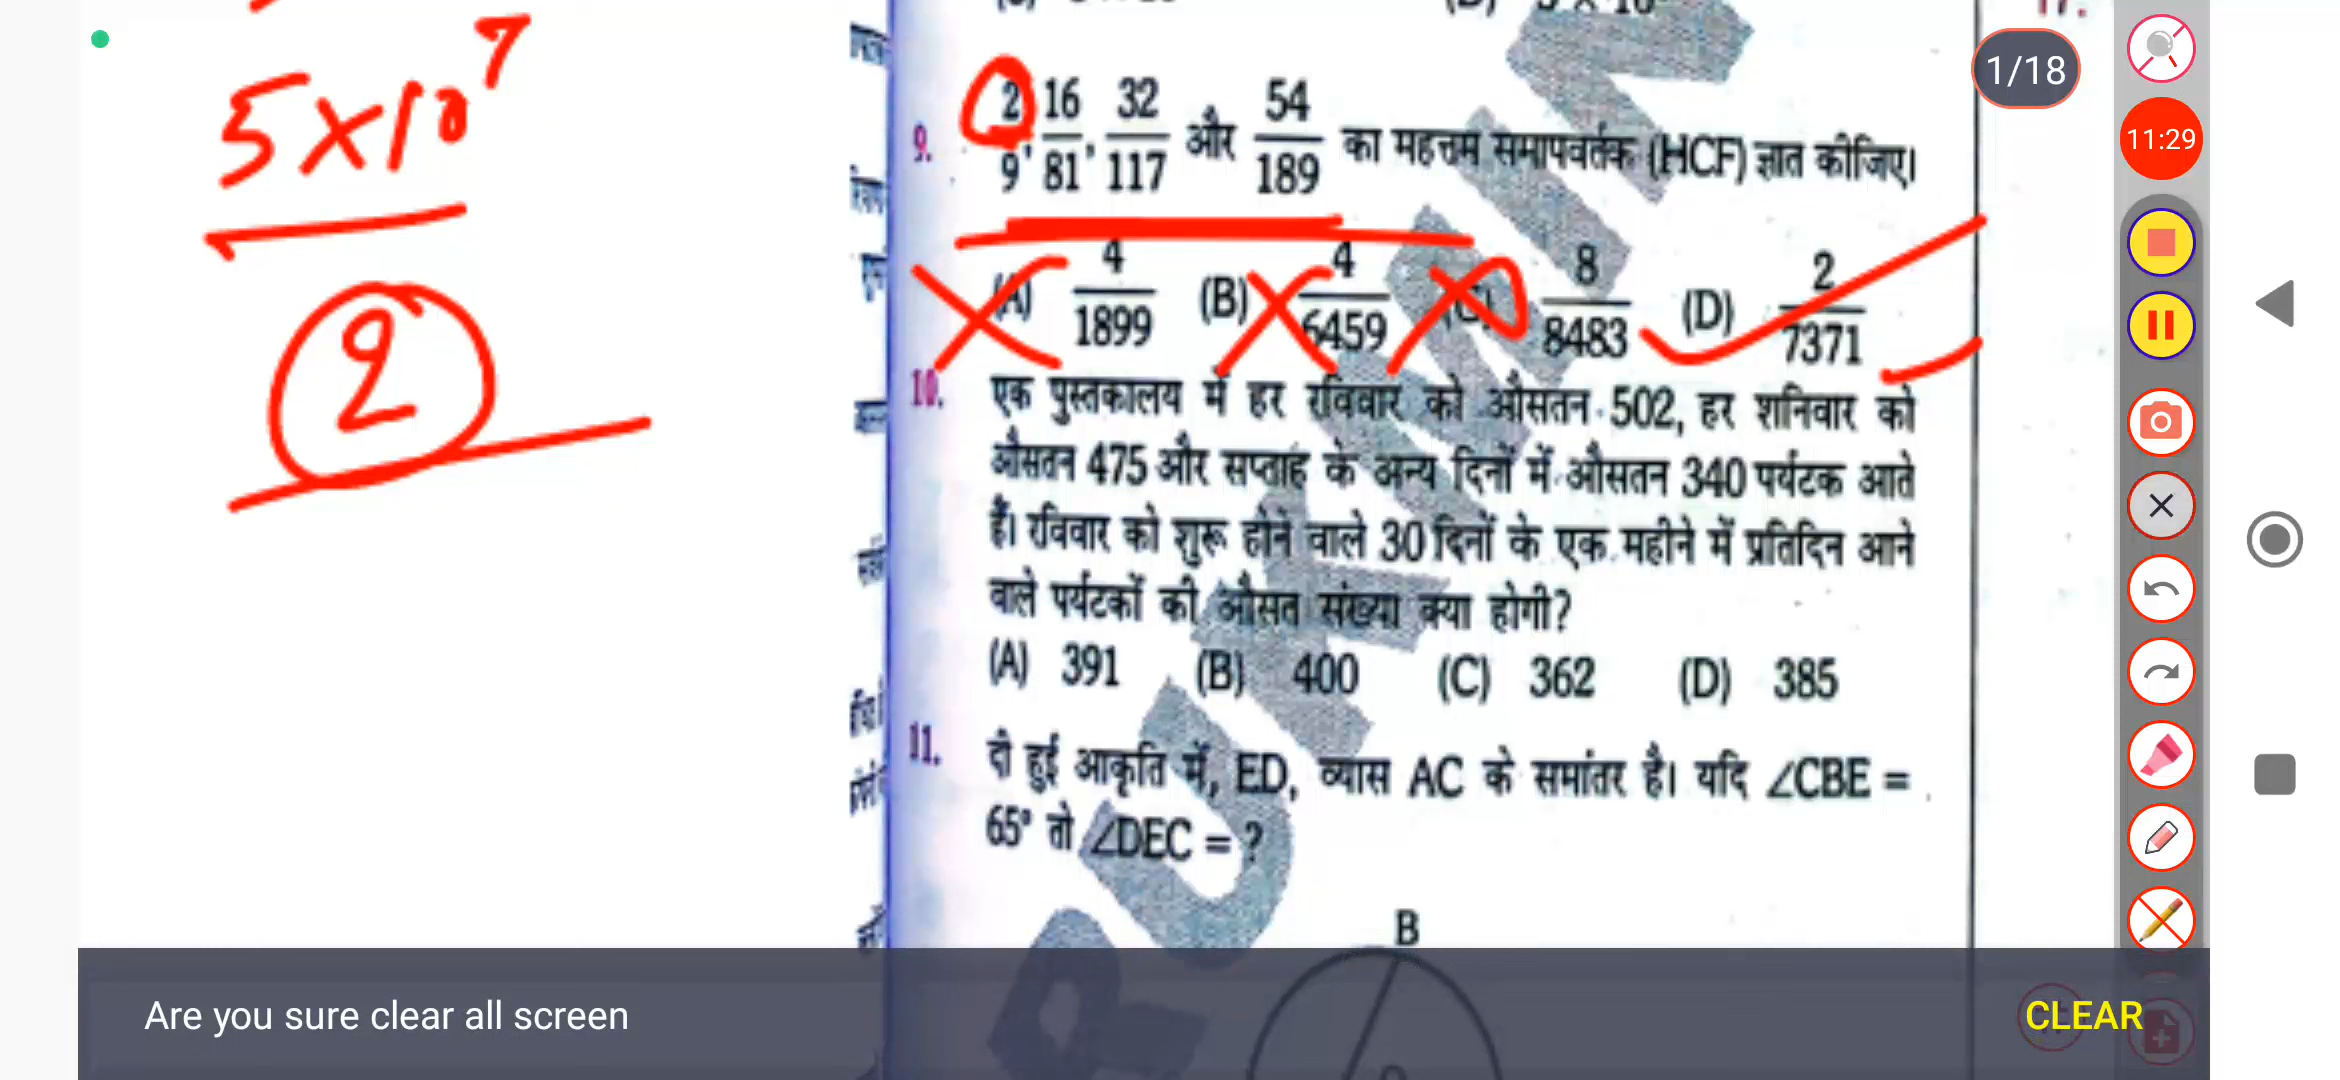 5×10⁷
2
1/18
11:29
9. 2/9, 16/81, 32/117 और 54/189 का महत्तम समापवर्तक (HCF) ज्ञात कीजिए।
(A) 4/1899 (B) 4/6459 (C) 8/8483 (D) 2/7371
10. एक पुस्तकालय में हर रविवार को औसतन 502, हर शनिवार को
औसतन 475 और सप्ताह के अन्य दिनों में औसतन 340 पर्यटक आते
हैं। रविवार को शुरू होने वाले 30 दिनों के एक महीने में प्रतिदिन आने
वाले पर्यटकों की औसत संख्या क्या होगी?
(A) 391 (B) 400 (C) 362 (D) 385
11. दी हुई आकृति में, ED, व्यास AC के समांतर है। यदि ∠CBE =
65° तो ∠DEC = ?
B
Are you sure clear all screen
CLEAR